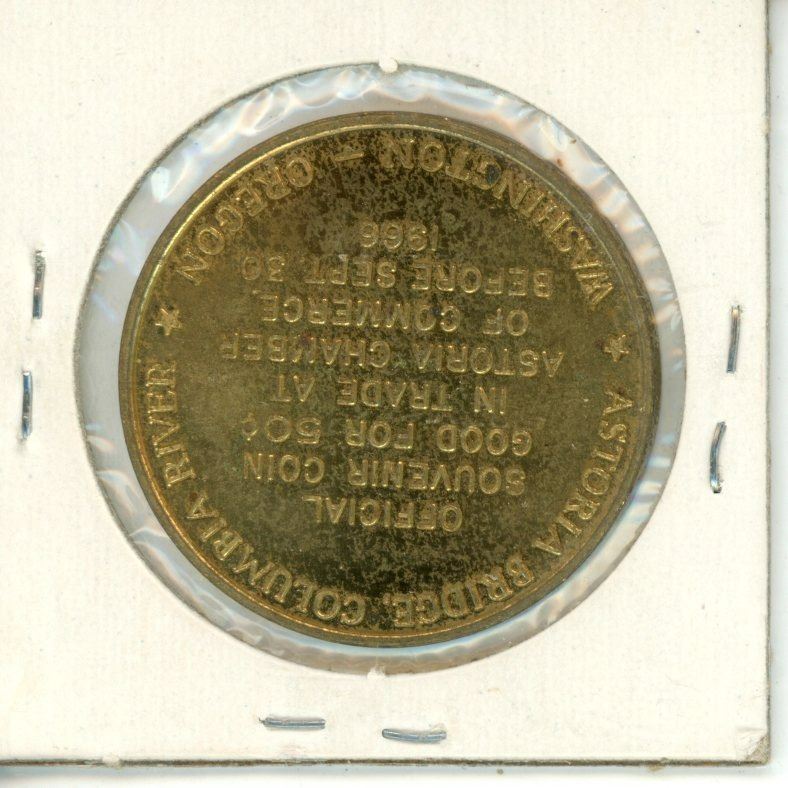 ★ ASTORIA BRIDGE, COLUMBIA RIVER ★
WASHINGTON — OREGON
OFFICIAL
SOUVENIR COIN
GOOD FOR 50¢
IN TRADE AT
ASTORIA CHAMBER
OF COMMERCE
BEFORE SEPT. 30
1966